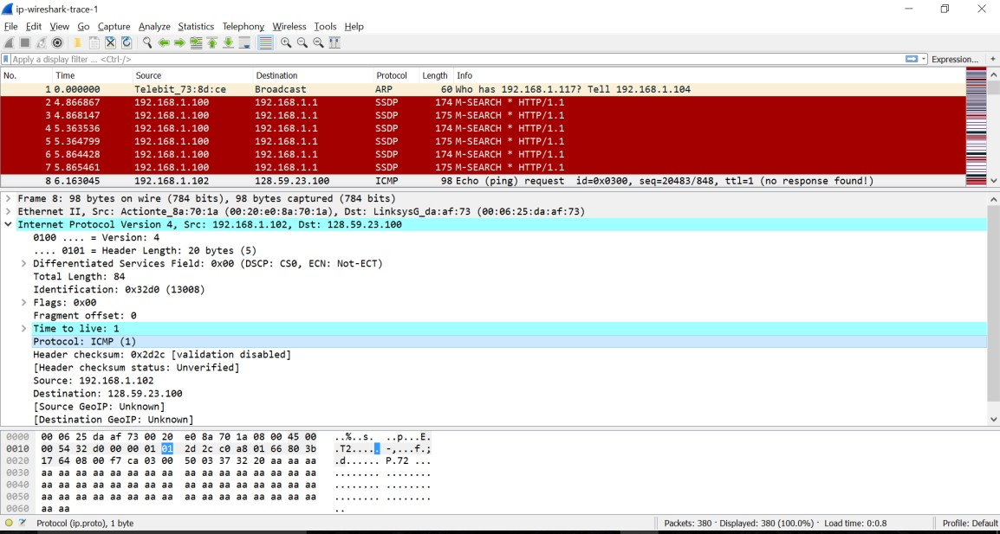 ip-wireshark-trace-1
File Edit View Go Capture Analyze Statistics Telephony Wireless Tools Help
Apply a display filter ... <Ctrl-/> Expression... +
No. Time Source Destination Protocol Length Info
1 0.000000 Telebit_73:8d:ce Broadcast ARP 60 Who has 192.168.1.117? Tell 192.168.1.104
2 4.866867 192.168.1.100 192.168.1.1 SSDP 174 M-SEARCH * HTTP/1.1
3 4.868147 192.168.1.100 192.168.1.1 SSDP 175 M-SEARCH * HTTP/1.1
4 5.363536 192.168.1.100 192.168.1.1 SSDP 174 M-SEARCH * HTTP/1.1
5 5.364799 192.168.1.100 192.168.1.1 SSDP 175 M-SEARCH * HTTP/1.1
6 5.864428 192.168.1.100 192.168.1.1 SSDP 174 M-SEARCH * HTTP/1.1
7 5.865461 192.168.1.100 192.168.1.1 SSDP 175 M-SEARCH * HTTP/1.1
8 6.163045 192.168.1.102 128.59.23.100 ICMP 98 Echo (ping) request id=0x0300, seq=20483/848, ttl=1 (no response found!)
Frame 8: 98 bytes on wire (784 bits), 98 bytes captured (784 bits)
Ethernet II, Src: Actionte_8a:70:1a (00:20:e0:8a:70:1a), Dst: LinksysG_da:af:73 (00:06:25:da:af:73)
Internet Protocol Version 4, Src: 192.168.1.102, Dst: 128.59.23.100
0100 .... = Version: 4
.... 0101 = Header Length: 20 bytes (5)
Differentiated Services Field: 0x00 (DSCP: CS0, ECN: Not-ECT)
Total Length: 84
Identification: 0x32d0 (13008)
Flags: 0x00
Fragment offset: 0
Time to live: 1
Protocol: ICMP (1)
Header checksum: 0x2d2c [validation disabled]
[Header checksum status: Unverified]
Source: 192.168.1.102
Destination: 128.59.23.100
[Source GeoIP: Unknown]
[Destination GeoIP: Unknown]
0000 00 06 25 da af 73 00 20 e0 8a 70 1a 08 00 45 00 ..%..s. ..p...E.
0010 00 54 32 d0 00 00 01 01 2d 2c c0 a8 01 66 80 3b .T2..... -,...f.;
0020 17 64 08 00 f7 ca 03 00 50 03 37 32 20 aa aa aa .d...... P.72 ...
0030 aa aa aa aa aa aa aa aa aa aa aa aa aa aa aa aa ........ ........
0040 aa aa aa aa aa aa aa aa aa aa aa aa aa aa aa aa ........ ........
0050 aa aa aa aa aa aa aa aa aa aa aa aa aa aa aa aa ........ ........
0060 aa aa ..
Protocol (ip.proto), 1 byte Packets: 380 · Displayed: 380 (100.0%) · Load time: 0:0.8 Profile: Default